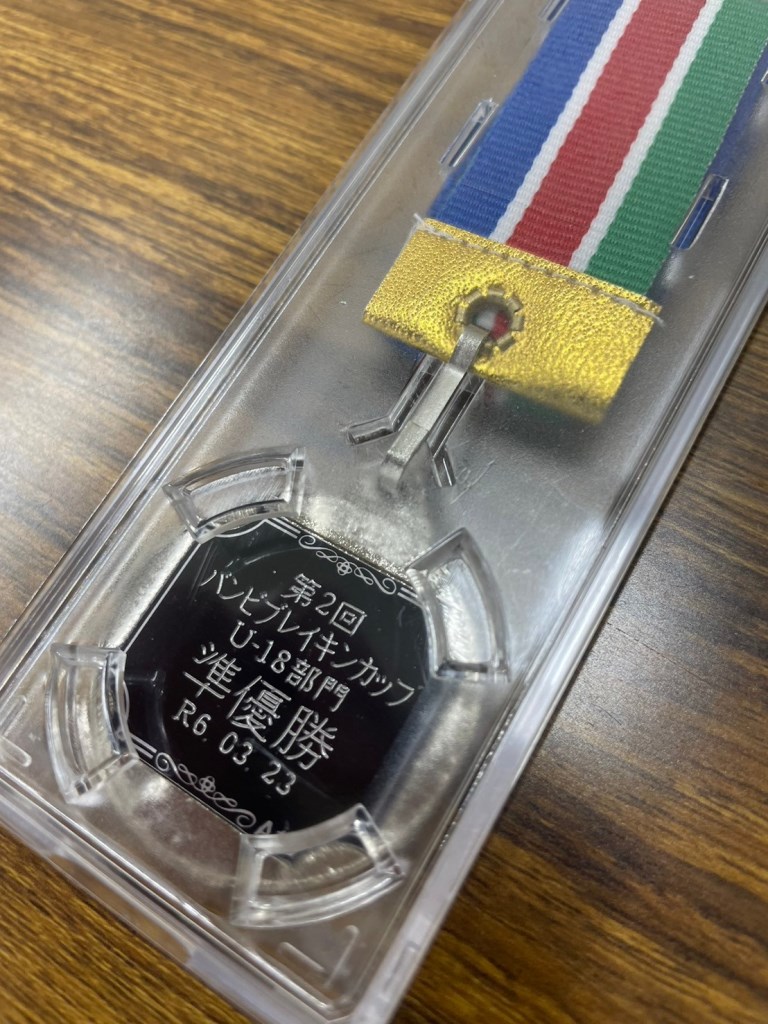 第2回
バンビブレイキンカップ
U-18部門
準優勝
R6.03.23